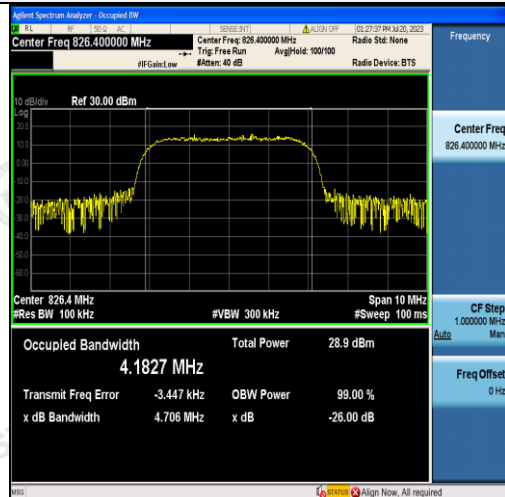 Agilent Spectrum Analyzer - Occupied BW
RL RF 50 Ω AC SENSE:INT ALIGN OFF 01:27:37 PM Jul 20, 2023
Center Freq 826.400000 MHz Center Freq: 826.400000 MHz Radio Std: None Frequency
Trig: Free Run Avg|Hold: 100/100
#IFGain:Low #Atten: 40 dB Radio Device: BTS
10 dB/div Ref 30.00 dBm
Log
20.0
10.0
0.00
-10.0
-20.0
-30.0
-40.0
-50.0
-60.0
Center Freq
826.400000 MHz
Center 826.4 MHz Span 10 MHz
#Res BW 100 kHz #VBW 300 kHz #Sweep 100 ms
CF Step
1.000000 MHz
Auto Man
Occupied Bandwidth Total Power 28.9 dBm
4.1827 MHz
Transmit Freq Error -3.447 kHz OBW Power 99.00 %
x dB Bandwidth 4.706 MHz x dB -26.00 dB
Freq Offset
0 Hz
MSG STATUS Align Now, All required